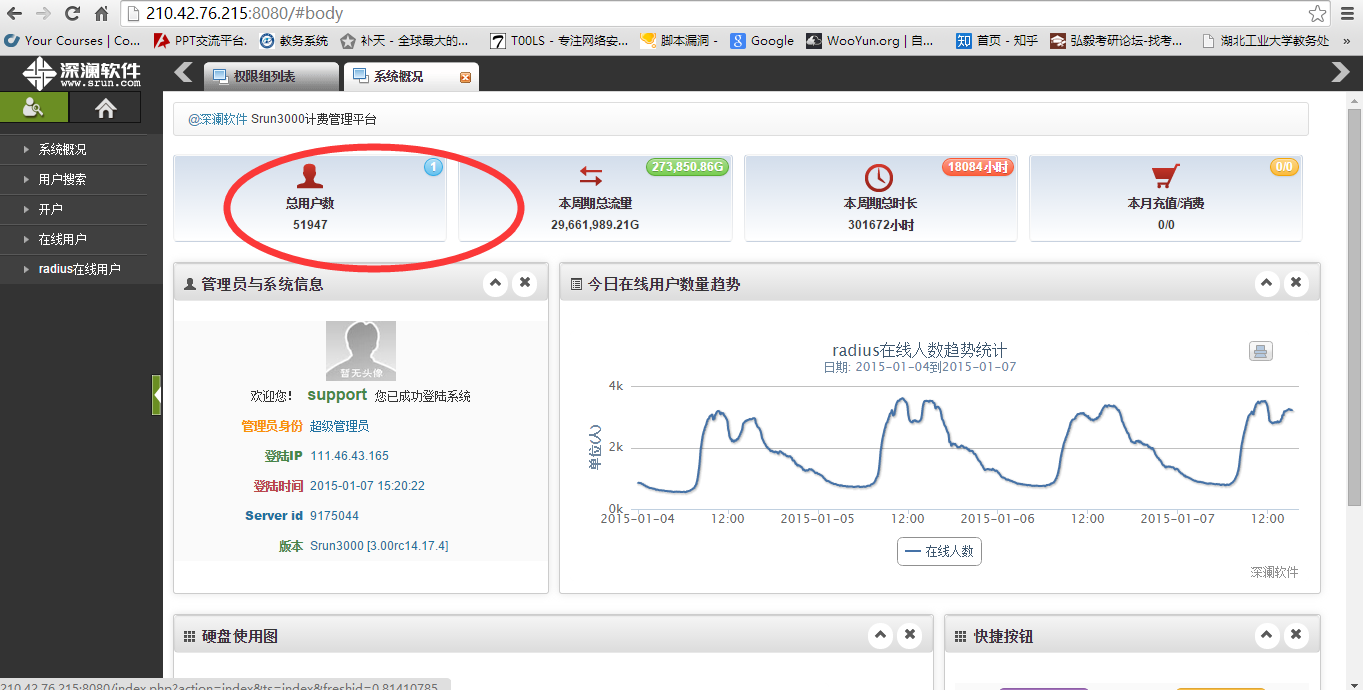 210.42.76.215:8080/#body
Your Courses | Co... PPT交流平台. 教务系统 补天 - 全球最大的... T00LS - 专注网络安... 脚本漏洞 - Google WooYun.org | 自... 首页 - 知乎 弘毅考研论坛-找考... 湖北工业大学教务处 »
深澜软件
www.srun.com
权限组列表 系统概况
系统概况
用户搜索
开户
在线用户
radius在线用户
@深澜软件 Srun3000计费管理平台
1
总用户数
51947
273,850.86G
本周期总流量
29,661,989.21G
18084小时
本周期总时长
301672小时
0/0
本月充值/消费
0/0
管理员与系统信息
暂无头像
欢迎您! support 您已成功登陆系统
管理员身份 超级管理员
登陆IP 111.46.43.165
登陆时间 2015-01-07 15:20:22
Server id 9175044
版本 Srun3000 [3.00rc14.17.4]
今日在线用户数量趋势
radius在线人数趋势统计
日期: 2015-01-04到2015-01-07
单位(人)
4k
2k
0k
2015-01-04 12:00 2015-01-05 12:00 2015-01-06 12:00 2015-01-07 12:00
在线人数
深澜软件
硬盘使用图
快捷按钮
210.42.76.215:8080/index.php?action=index&ts=index&freshid=0.81410785